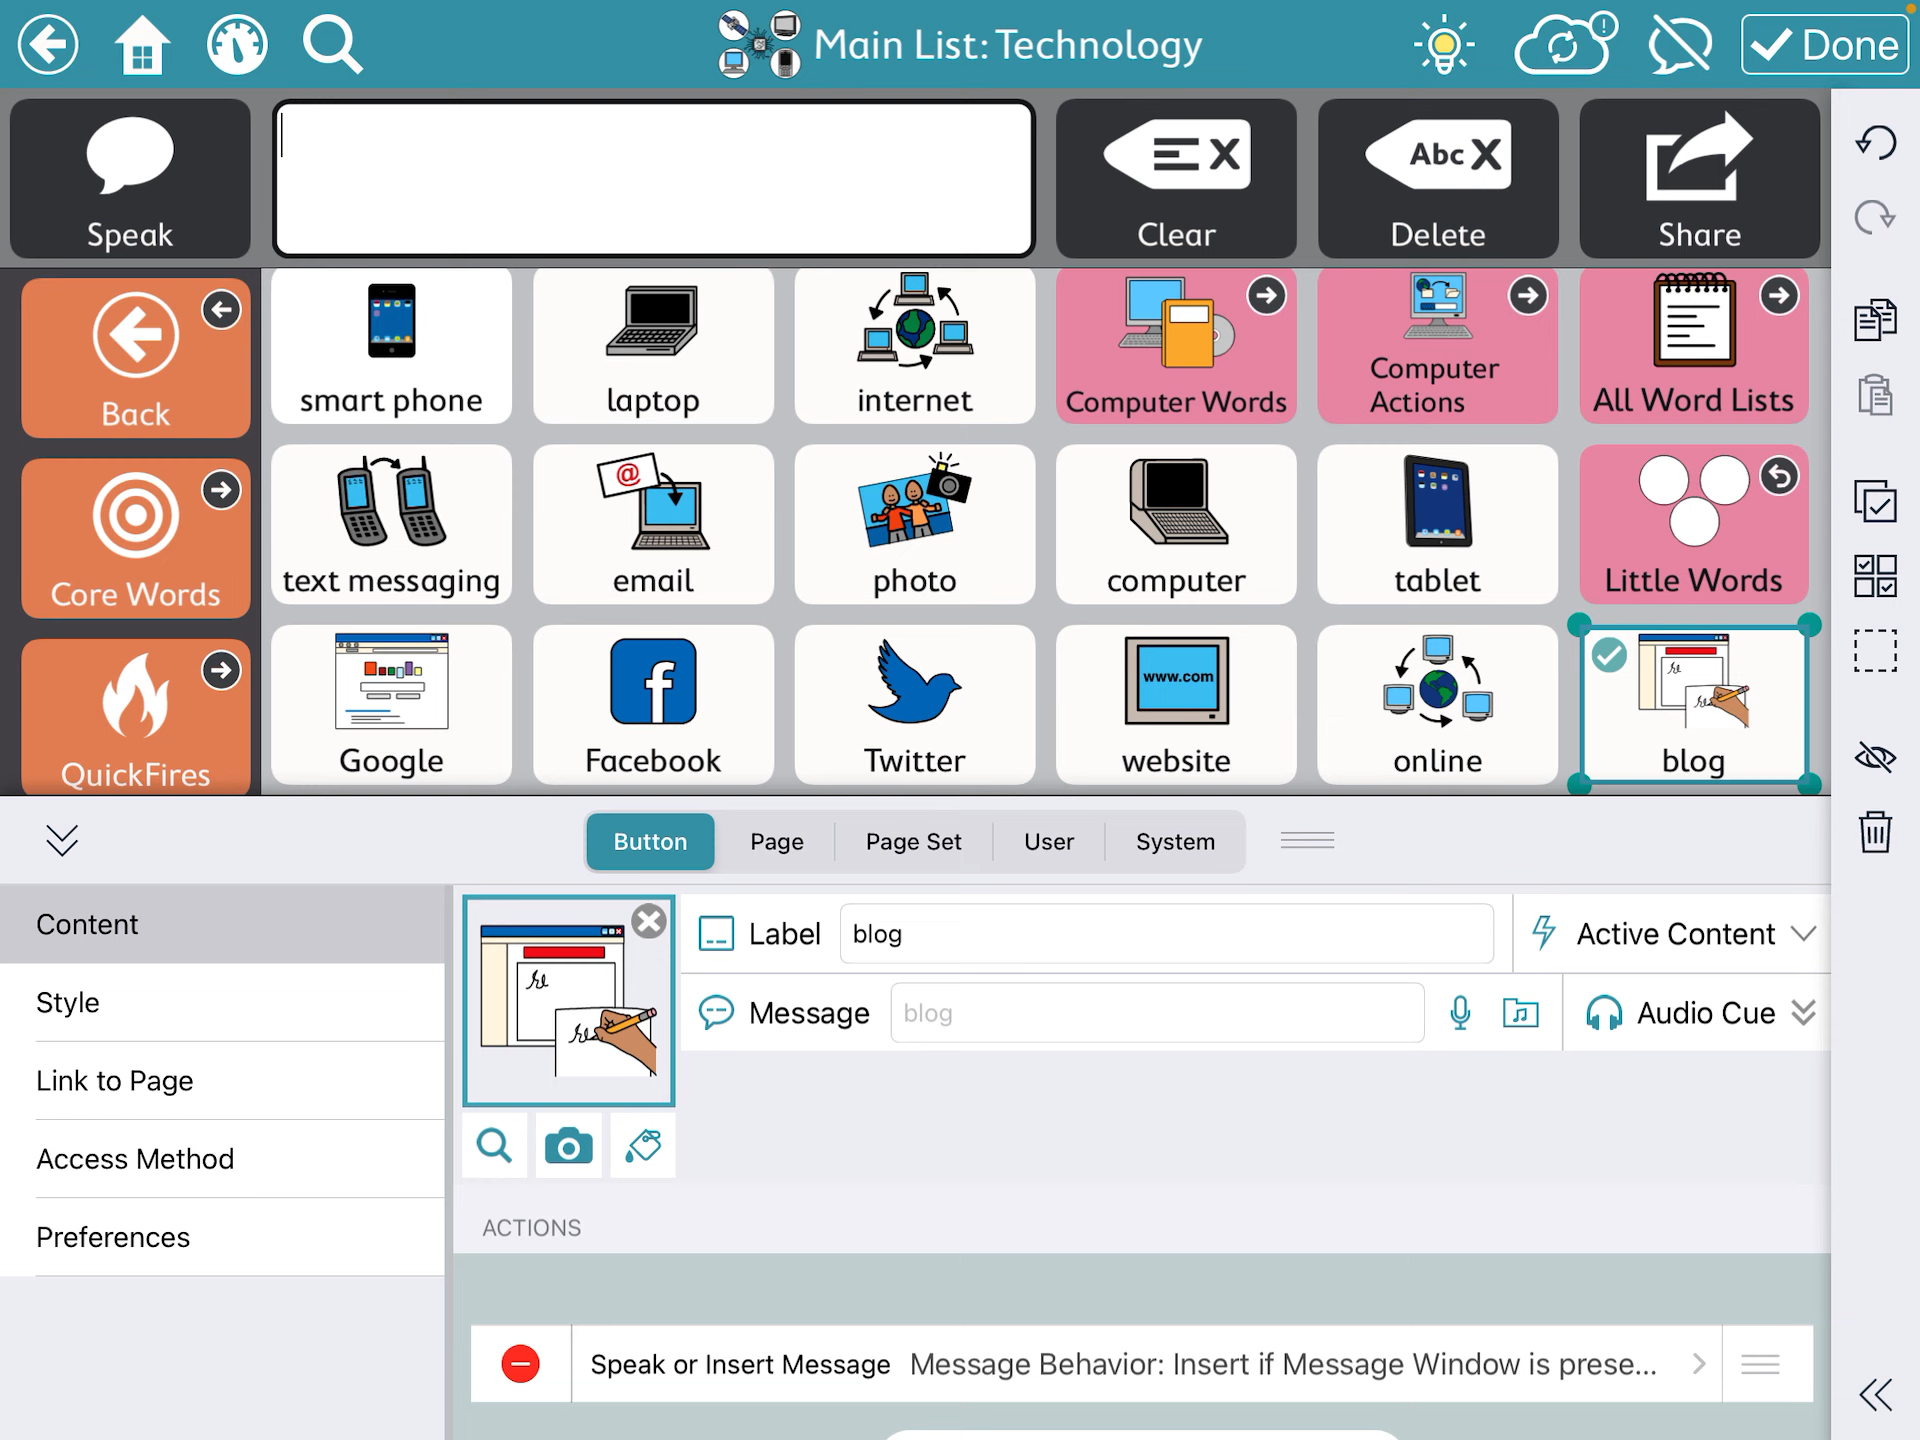 Main List: Technology
Done
Speak
Clear
Abc X
Delete
Share
Back
smart phone
laptop
internet
Computer Words
Computer
Actions
All Word Lists
Core Words
text messaging
@
email
photo
computer
tablet
Little Words
QuickFires
Google
f
Facebook
Twitter
www.com
website
online
blog
Button
Page
Page Set
User
System
Content
Style
Link to Page
Access Method
Preferences
Label
blog
Active Content
Message
blog
Audio Cue
ACTIONS
Speak or Insert Message
Message Behavior: Insert if Message Window is prese...